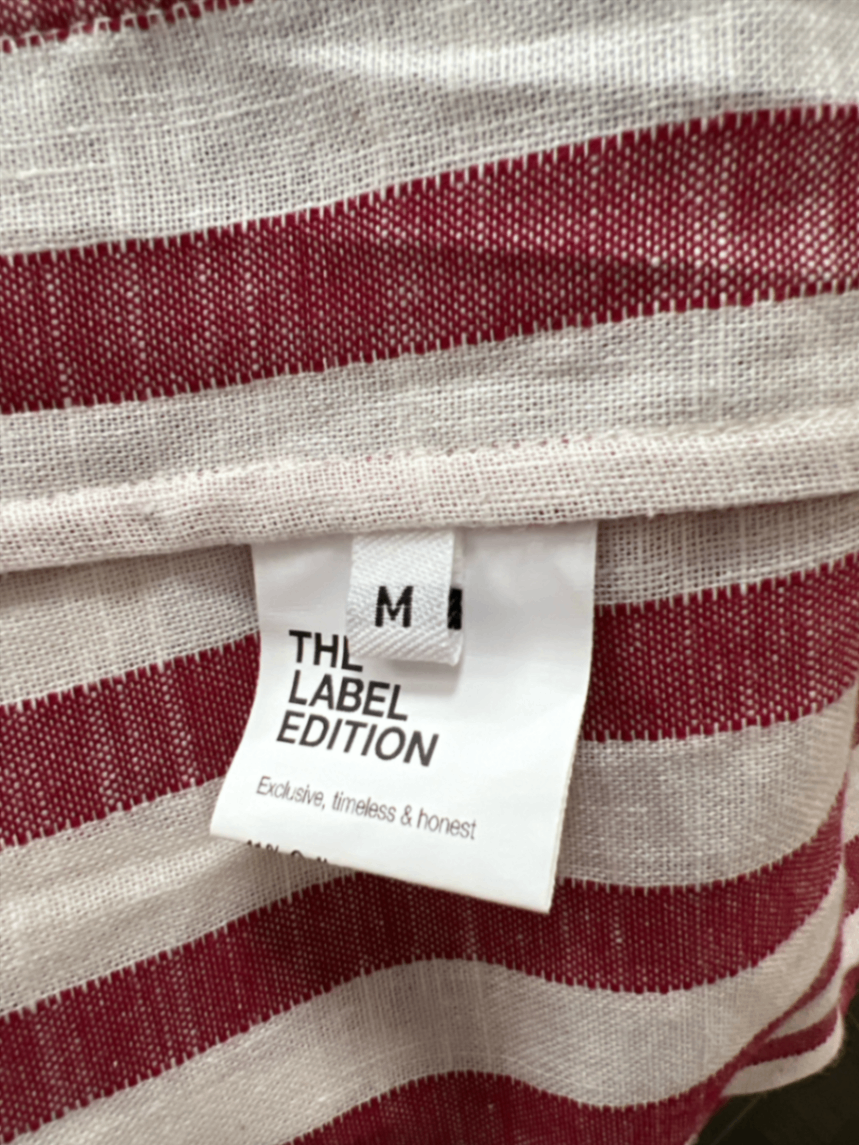 M
THE
LABEL
EDITION
Exclusive, timeless & honest